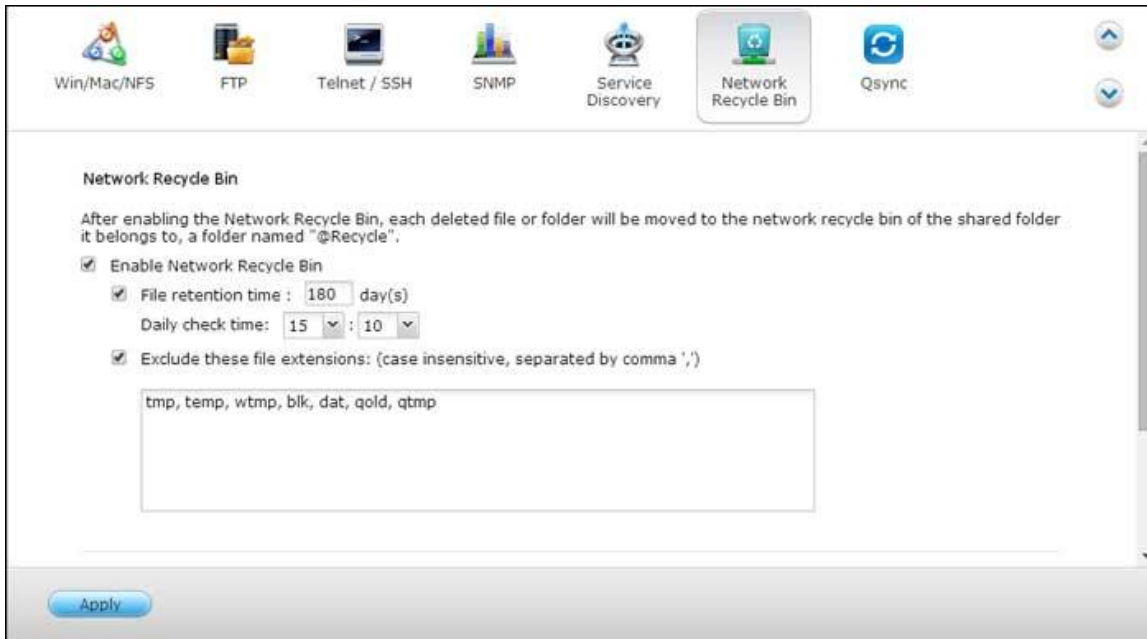 Win/Mac/NFS
FTP
Telnet / SSH
SNMP
Service
Discovery
Network
Recycle Bin
Qsync
Network Recycle Bin
After enabling the Network Recycle Bin, each deleted file or folder will be moved to the network recycle bin of the shared folder
it belongs to, a folder named "@Recycle".
Enable Network Recycle Bin
File retention time : 180 day(s)
Daily check time: 15 : 10
Exclude these file extensions: (case insensitive, separated by comma ',')
tmp, temp, wtmp, blk, dat, qold, qtmp
Apply